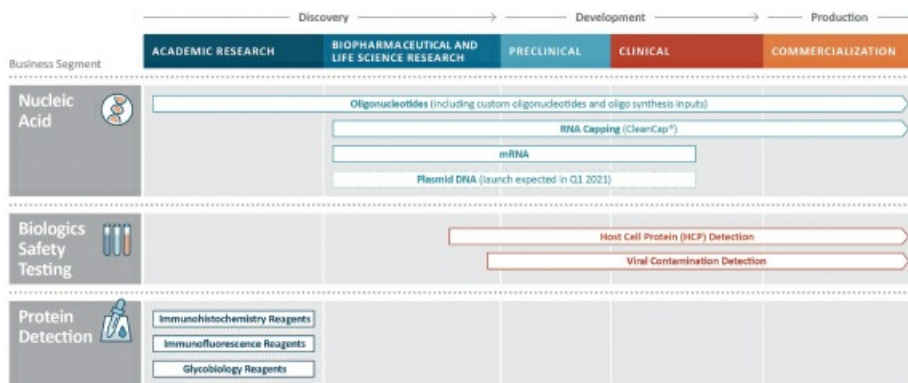 Discovery
Development
Production
Business Segment
ACADEMIC RESEARCH
BIOPHARMACEUTICAL AND
LIFE SCIENCE RESEARCH
PRECLINICAL
CLINICAL
COMMERCIALIZATION
Nucleic
Acid
Oligonucleotides (including custom oligonucleotides and oligo synthesis inputs)
RNA Capping (CleanCap®)
mRNA
Plasmid DNA (launch expected in Q1 2021)
Biologics
Safety
Testing
Host Cell Protein (HCP) Detection
Viral Contamination Detection
Protein
Detection
Immunohistochemistry Reagents
Immunofluorescence Reagents
Glycobiology Reagents